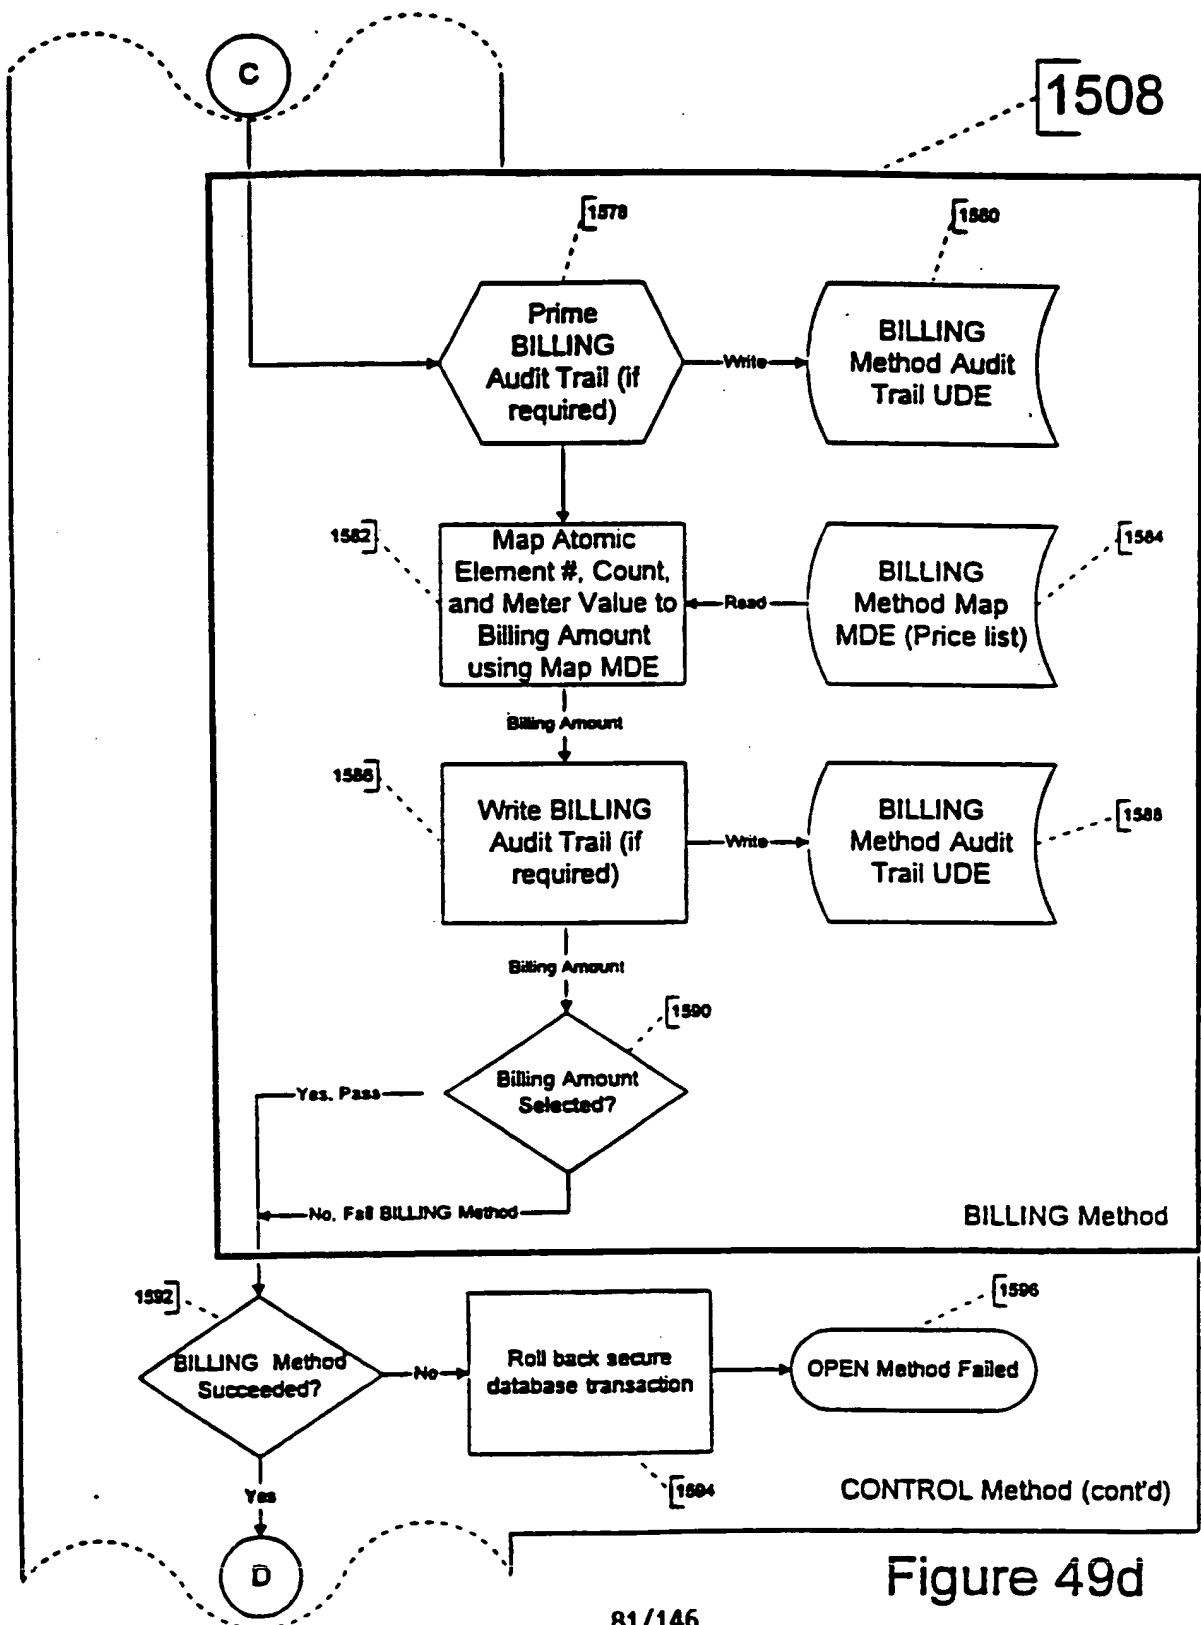 C
1508
1578
1580
Prime
BILLING
Audit Trail (if
required)
Write
BILLING
Method Audit
Trail UDE
1582
Map Atomic
Element #, Count,
and Meter Value to
Billing Amount
using Map MDE
Read
BILLING
Method Map
MDE (Price list)
1584
Billing Amount
1586
Write BILLING
Audit Trail (if
required)
Write
BILLING
Method Audit
Trail UDE
1588
Billing Amount
1590
Billing Amount
Selected?
Yes, Pass
No, Fail BILLING Method
BILLING Method
1592
BILLING Method
Succeeded?
No
Roll back secure
database transaction
1596
OPEN Method Failed
1594
Yes
CONTROL Method (cont'd)
D
Figure 49d
81/146